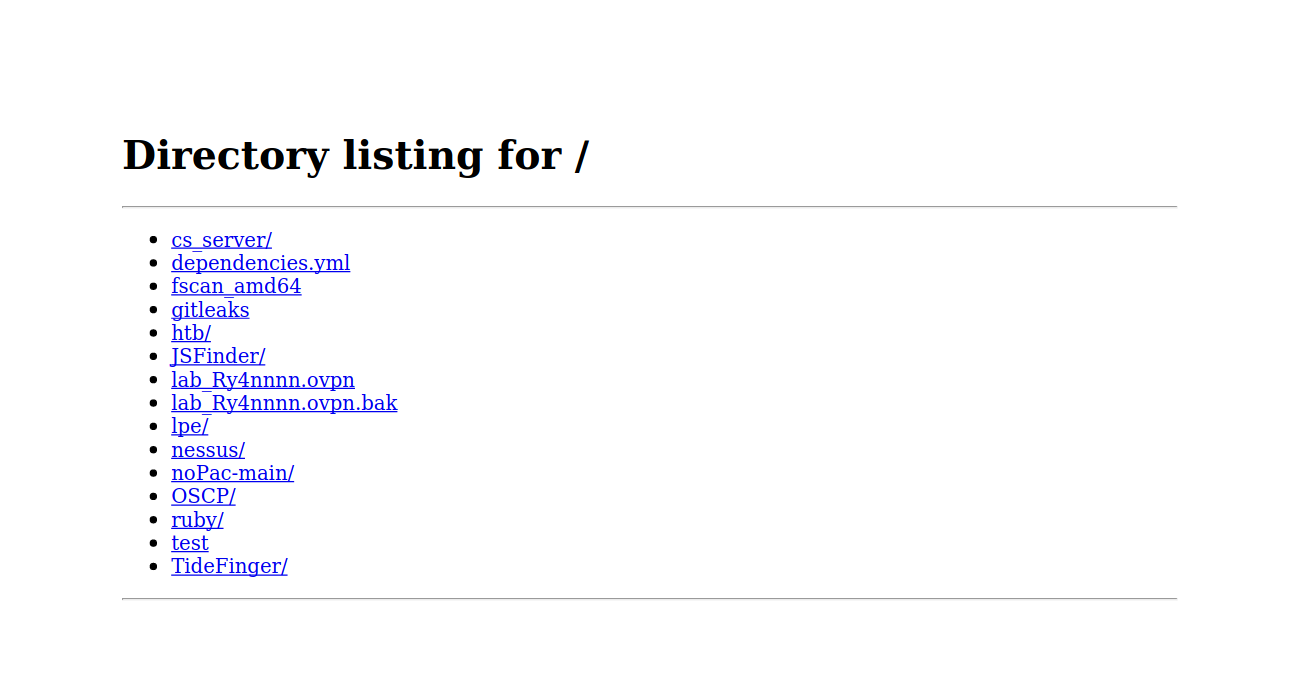 Directory listing for /
cs_server/
dependencies.yml
fscan_amd64
gitleaks
htb/
JSFinder/
lab_Ry4nnnn.ovpn
lab_Ry4nnnn.ovpn.bak
lpe/
nessus/
noPac-main/
OSCP/
ruby/
test
TideFinger/